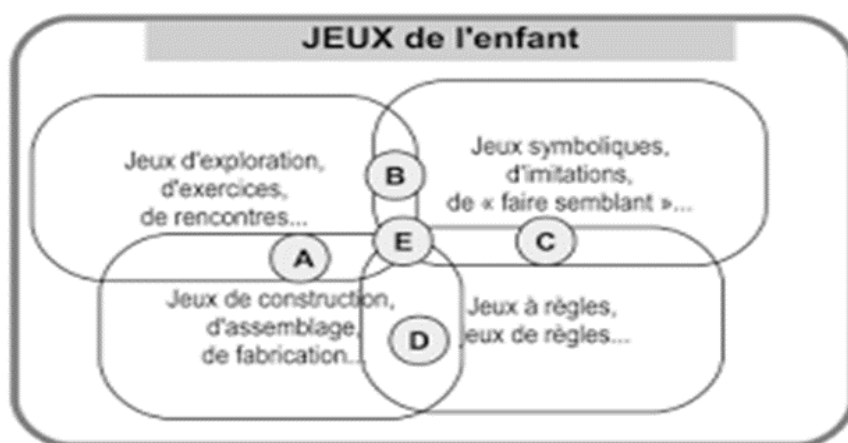 JEUX de l'enfant
Jeux d'exploration,
d'exercices,
de rencontres...
Jeux symboliques,
d'imitations,
de « faire semblant »...
B
E
C
A
Jeux de construction,
d'assemblage,
de fabrication...
Jeux à règles,
jeux de règles...
D